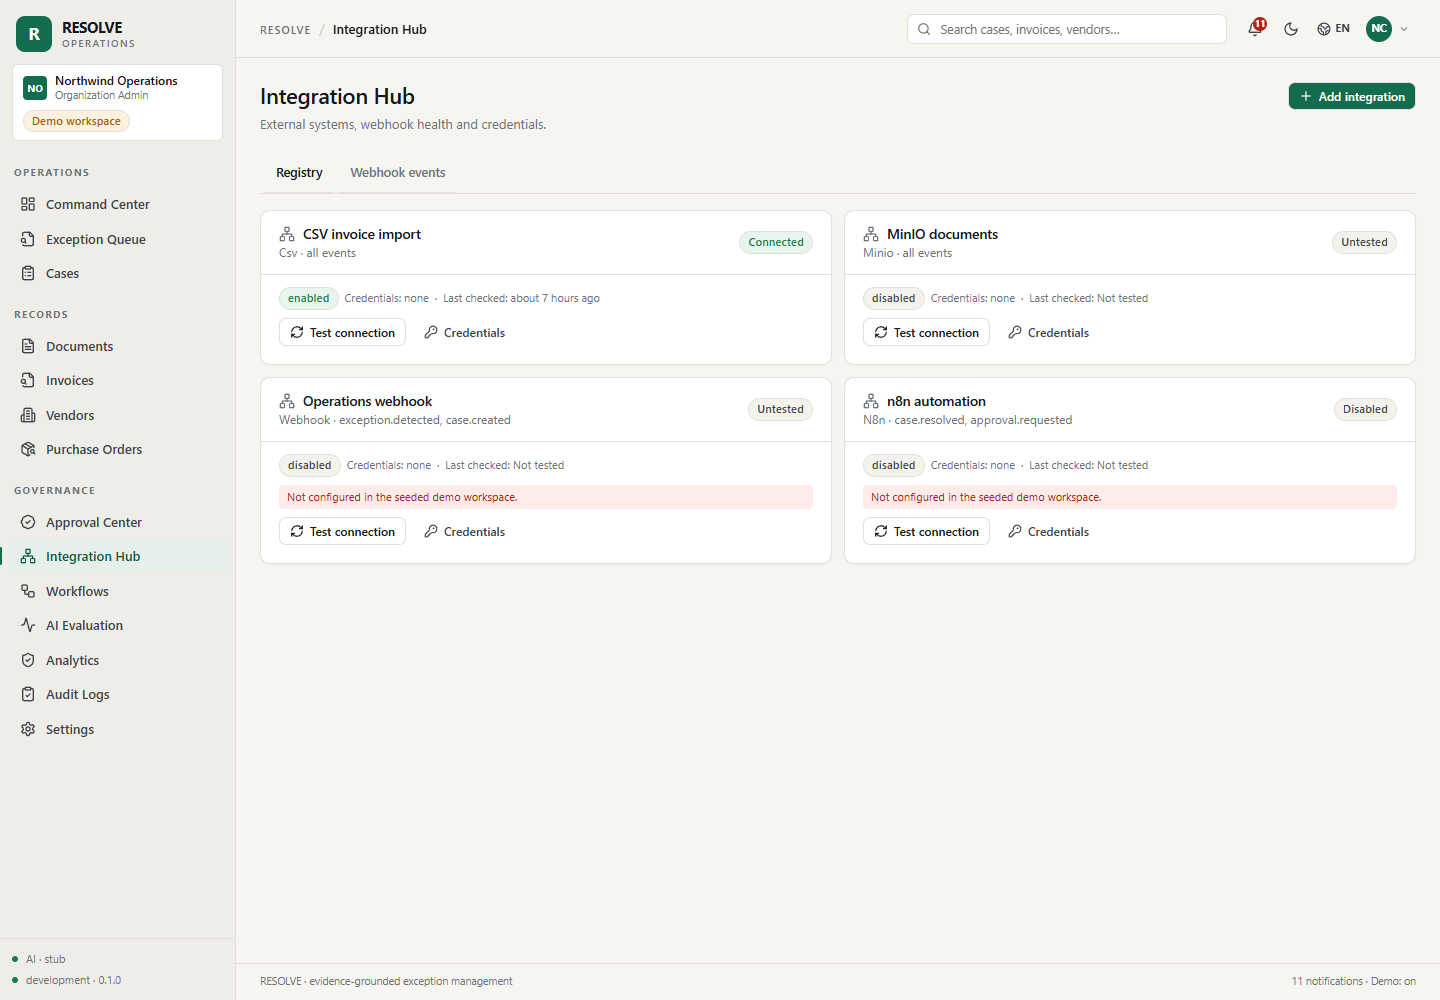 R
RESOLVE
OPERATIONS
NO
Northwind Operations
Organization Admin
Demo workspace
OPERATIONS
Command Center
Exception Queue
Cases
RECORDS
Documents
Invoices
Vendors
Purchase Orders
GOVERNANCE
Approval Center
Integration Hub
Workflows
AI Evaluation
Analytics
Audit Logs
Settings
AI · stub
development · 0.1.0
RESOLVE / Integration Hub
Search cases, invoices, vendors...
11
EN
NC
Integration Hub
External systems, webhook health and credentials.
Add integration
Registry
Webhook events
CSV invoice import
Csv · all events
Connected
enabled Credentials: none · Last checked: about 7 hours ago
Test connection Credentials
MinIO documents
Minio · all events
Untested
disabled Credentials: none · Last checked: Not tested
Test connection Credentials
Operations webhook
Webhook · exception.detected, case.created
Untested
disabled Credentials: none · Last checked: Not tested
Not configured in the seeded demo workspace.
Test connection Credentials
n8n automation
N8n · case.resolved, approval.requested
Disabled
disabled Credentials: none · Last checked: Not tested
Not configured in the seeded demo workspace.
Test connection Credentials
RESOLVE · evidence-grounded exception management
11 notifications · Demo: on